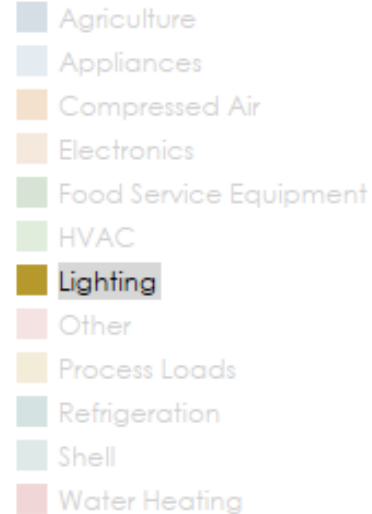 Agriculture
Appliances
Compressed Air
Electronics
Food Service Equipment
HVAC
Lighting
Other
Process Loads
Refrigeration
Shell
Water Heating